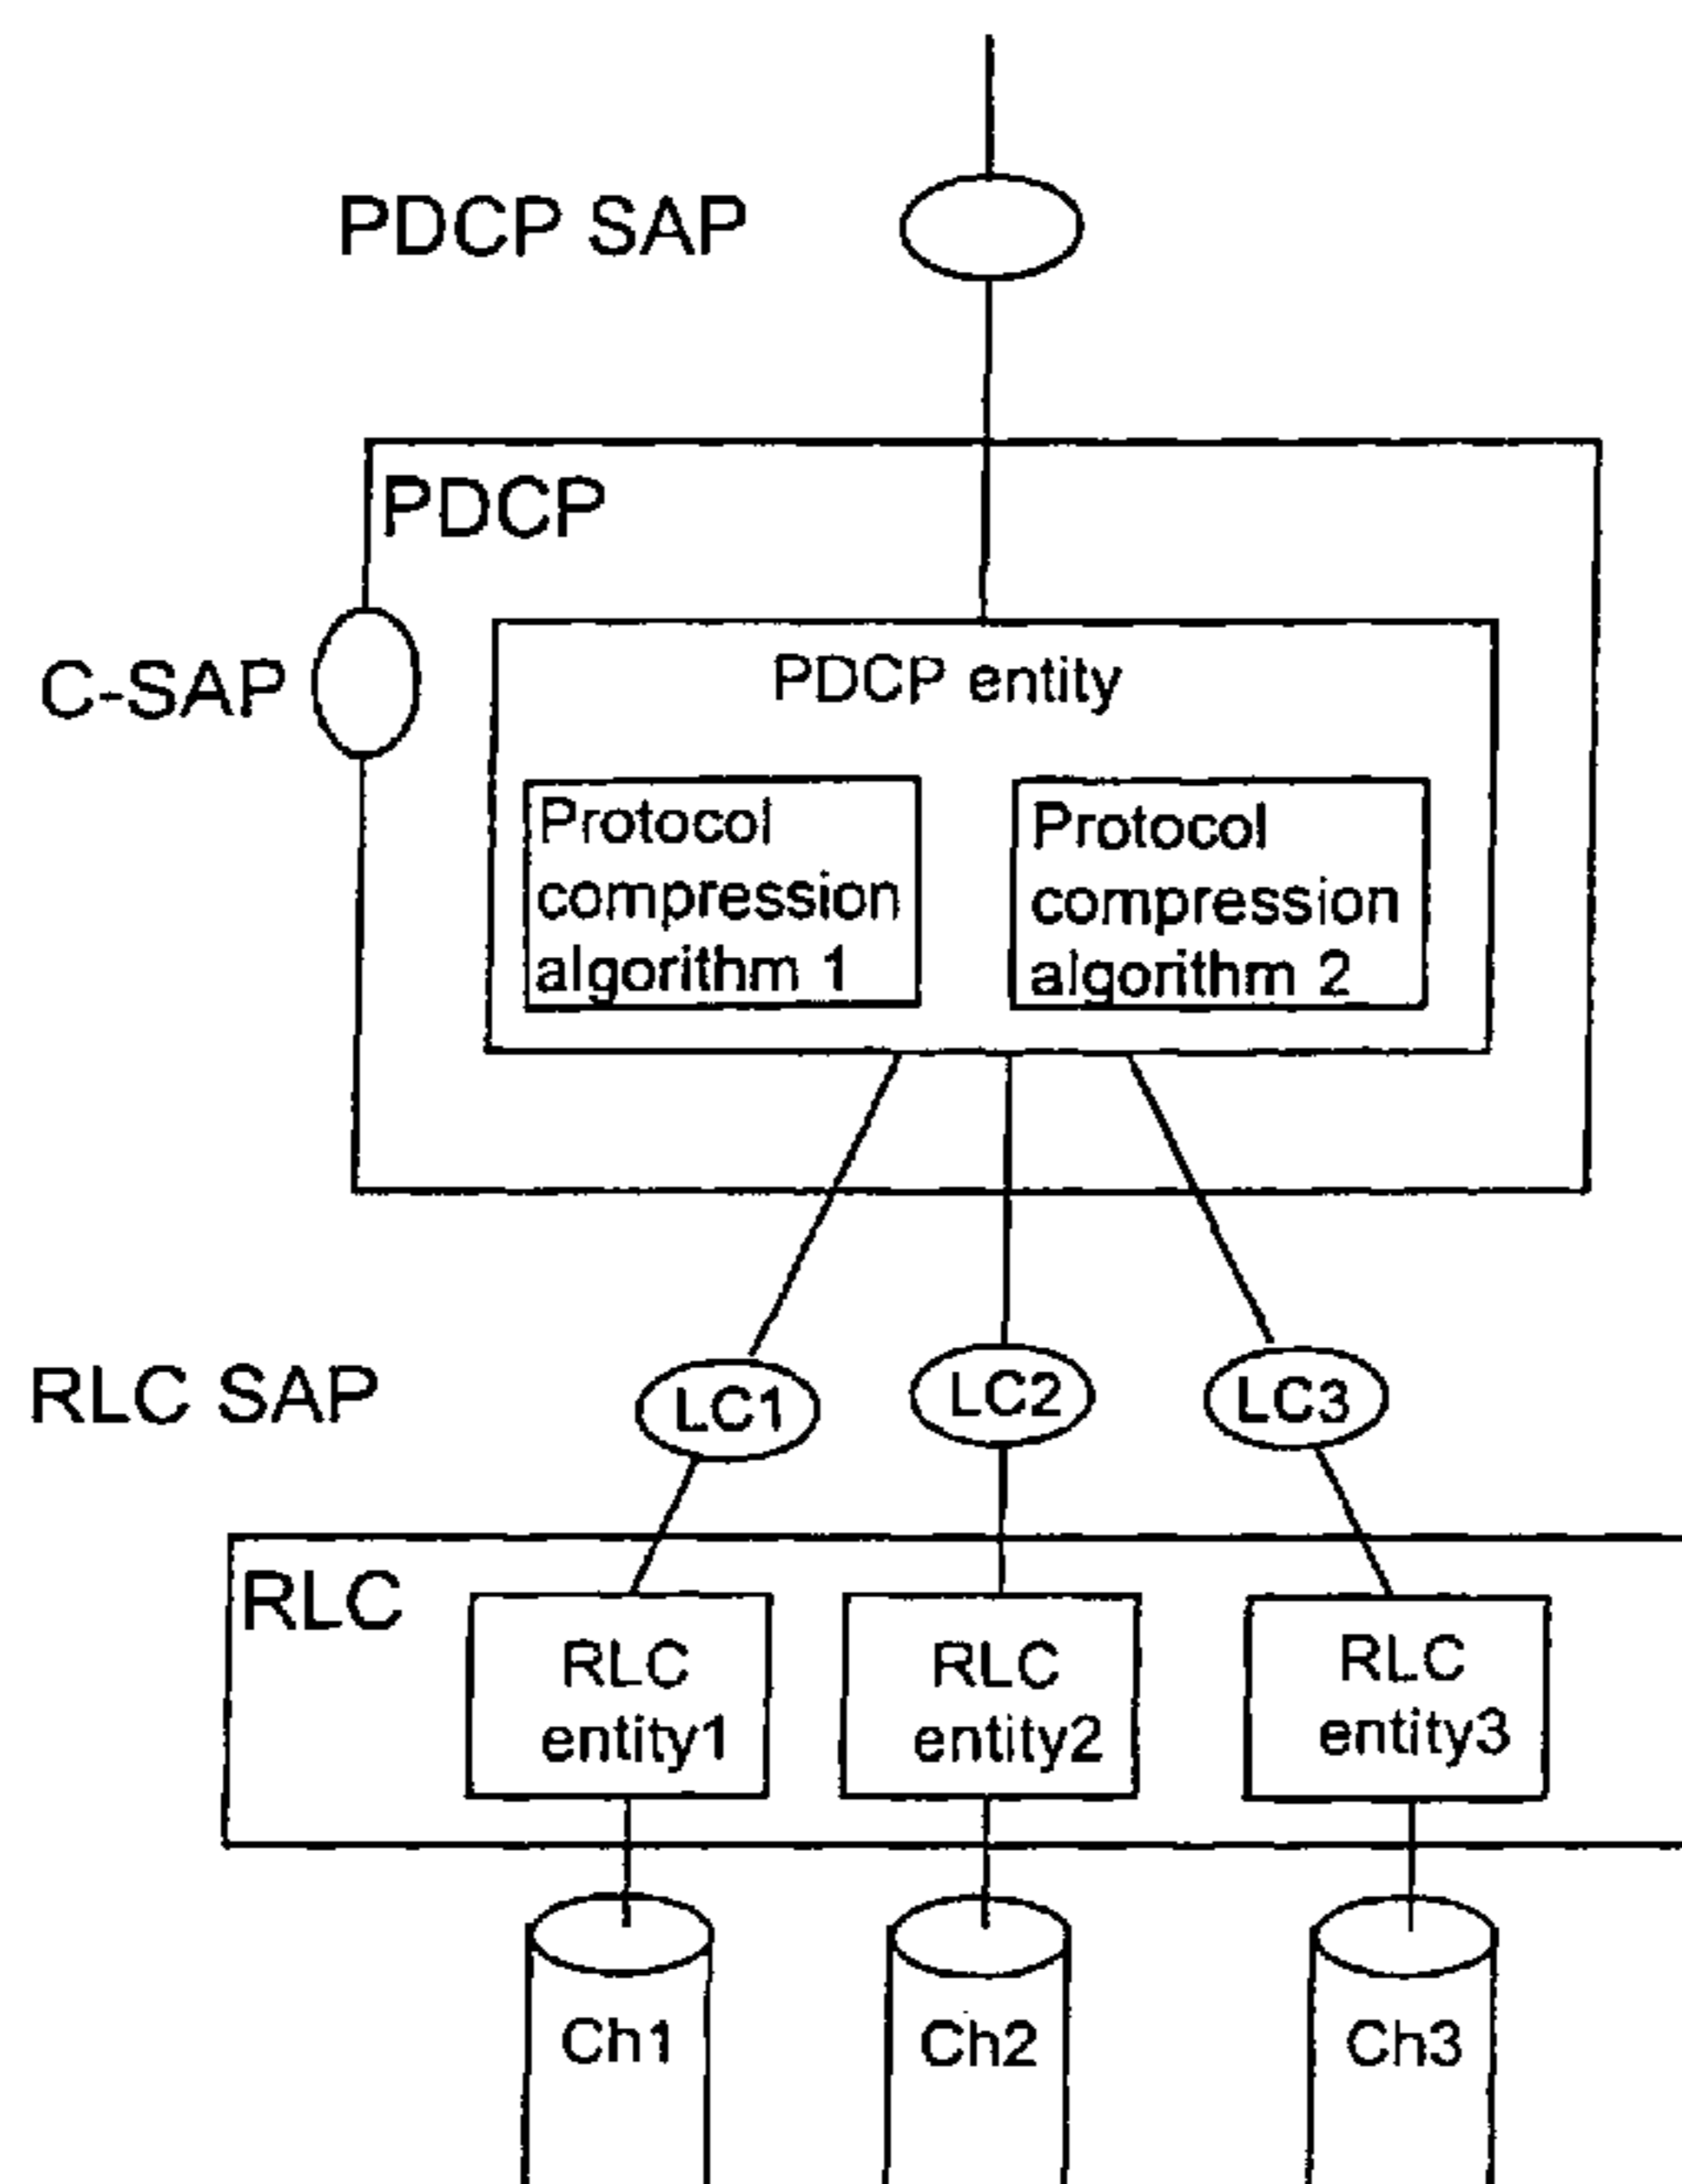 PDCP SAP
PDCP
C-SAP
PDCP entity
Protocol
compression
algorithm 1
Protocol
compression
algorithm 2
RLC SAP
LC1
LC2
LC3
RLC
RLC
entity1
RLC
entity2
RLC
entity3
Ch1
Ch2
Ch3